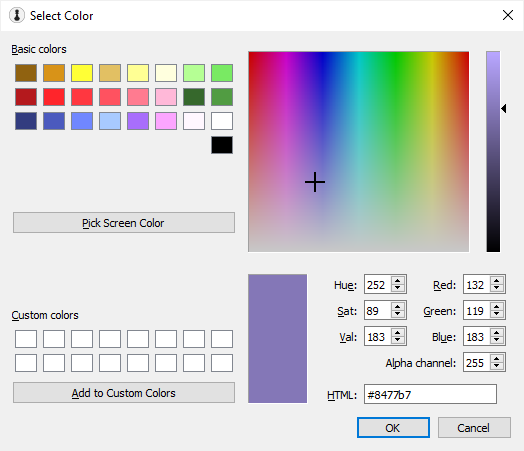 Select Color
Basic colors
Pick Screen Color
Custom colors
Add to Custom Colors
Hue: 252 Red: 132
Sat: 89 Green: 119
Val: 183 Blue: 183
Alpha channel: 255
HTML: #8477b7
OK Cancel